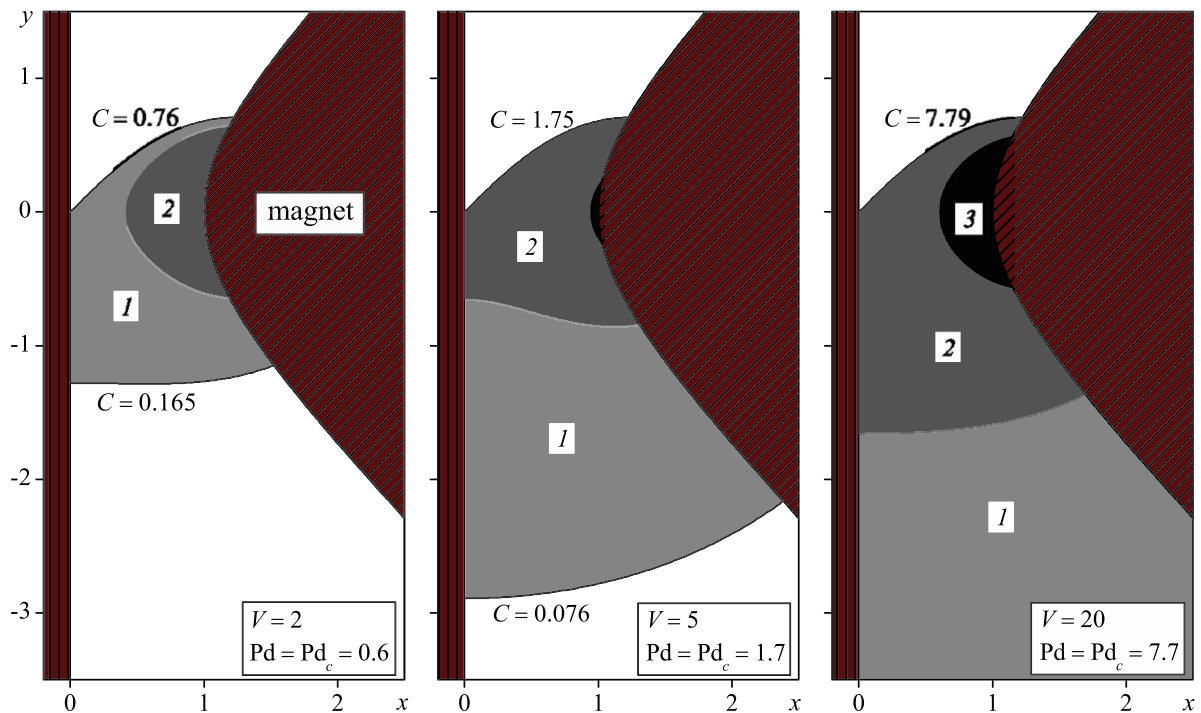 y
1
0
-1
-2
-3
C = 0.76
2
magnet
1
C = 0.165
V = 2
Pd = Pd_c = 0.6
0
1
2
x
C = 1.75
2
1
C = 0.076
V = 5
Pd = Pd_c = 1.7
0
1
2
x
C = 7.79
3
2
1
V = 20
Pd = Pd_c = 7.7
0
1
2
x